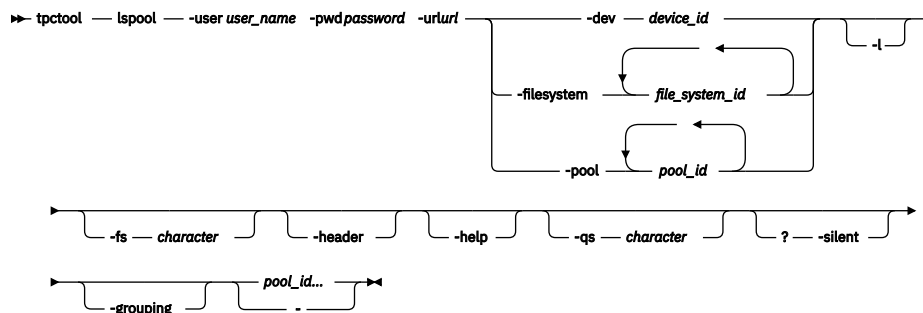 tpctool lspool -user user_name -pwd password -url url -dev device_id -l
-filesystem file_system_id
-pool pool_id
-fs character -header -help -qs character ? -silent
pool_id...
-grouping -